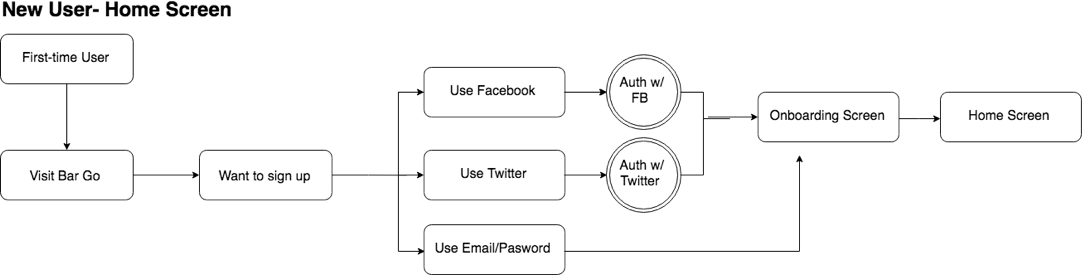 New User- Home Screen
First-time User
Visit Bar Go
Want to sign up
Use Facebook
Auth w/
FB
Use Twitter
Auth w/
Twitter
Use Email/Pasword
Onboarding Screen
Home Screen